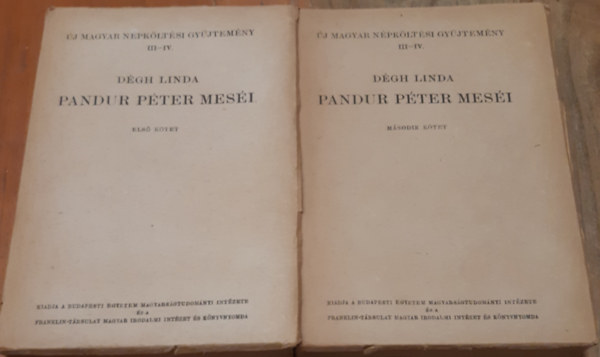 ÚJ MAGYAR NÉPKÖLTÉSI GYŰJTEMÉNY
III—IV.
DÉGH LINDA
PANDUR PÉTER MESÉI
ELSŐ KÖTET
KIADJA A BUDAPESTI EGYETEM MAGYARSÁGTUDOMÁNYI INTÉZETE
ÉS A
FRANKLIN-TÁRSULAT MAGYAR IRODALMI INTÉZET ÉS KÖNYVNYOMDA
ÚJ MAGYAR NÉPKÖLTÉSI GYŰJTEMÉNY
III—IV.
DÉGH LINDA
PANDUR PÉTER MESÉI
MÁSODIK KÖTET
KIADJA A BUDAPESTI EGYETEM MAGYARSÁGTUDOMÁNYI INTÉZETE
ÉS A
FRANKLIN-TÁRSULAT MAGYAR IRODALMI INTÉZET ÉS KÖNYVNYOMDA